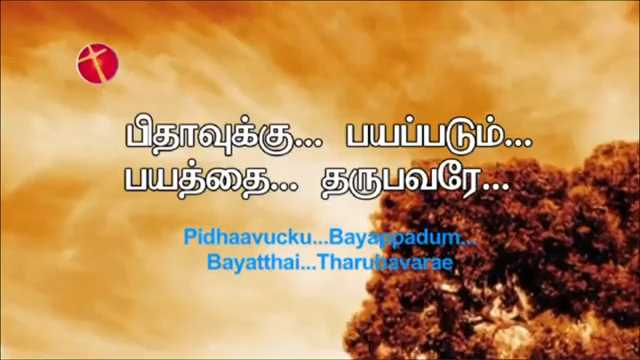 பிதாவுக்கு... பயப்படும்...
பயத்தை... தருபவரே...
Pidhaavucku...Bayappadum...
Bayatthai...Tharubavarae